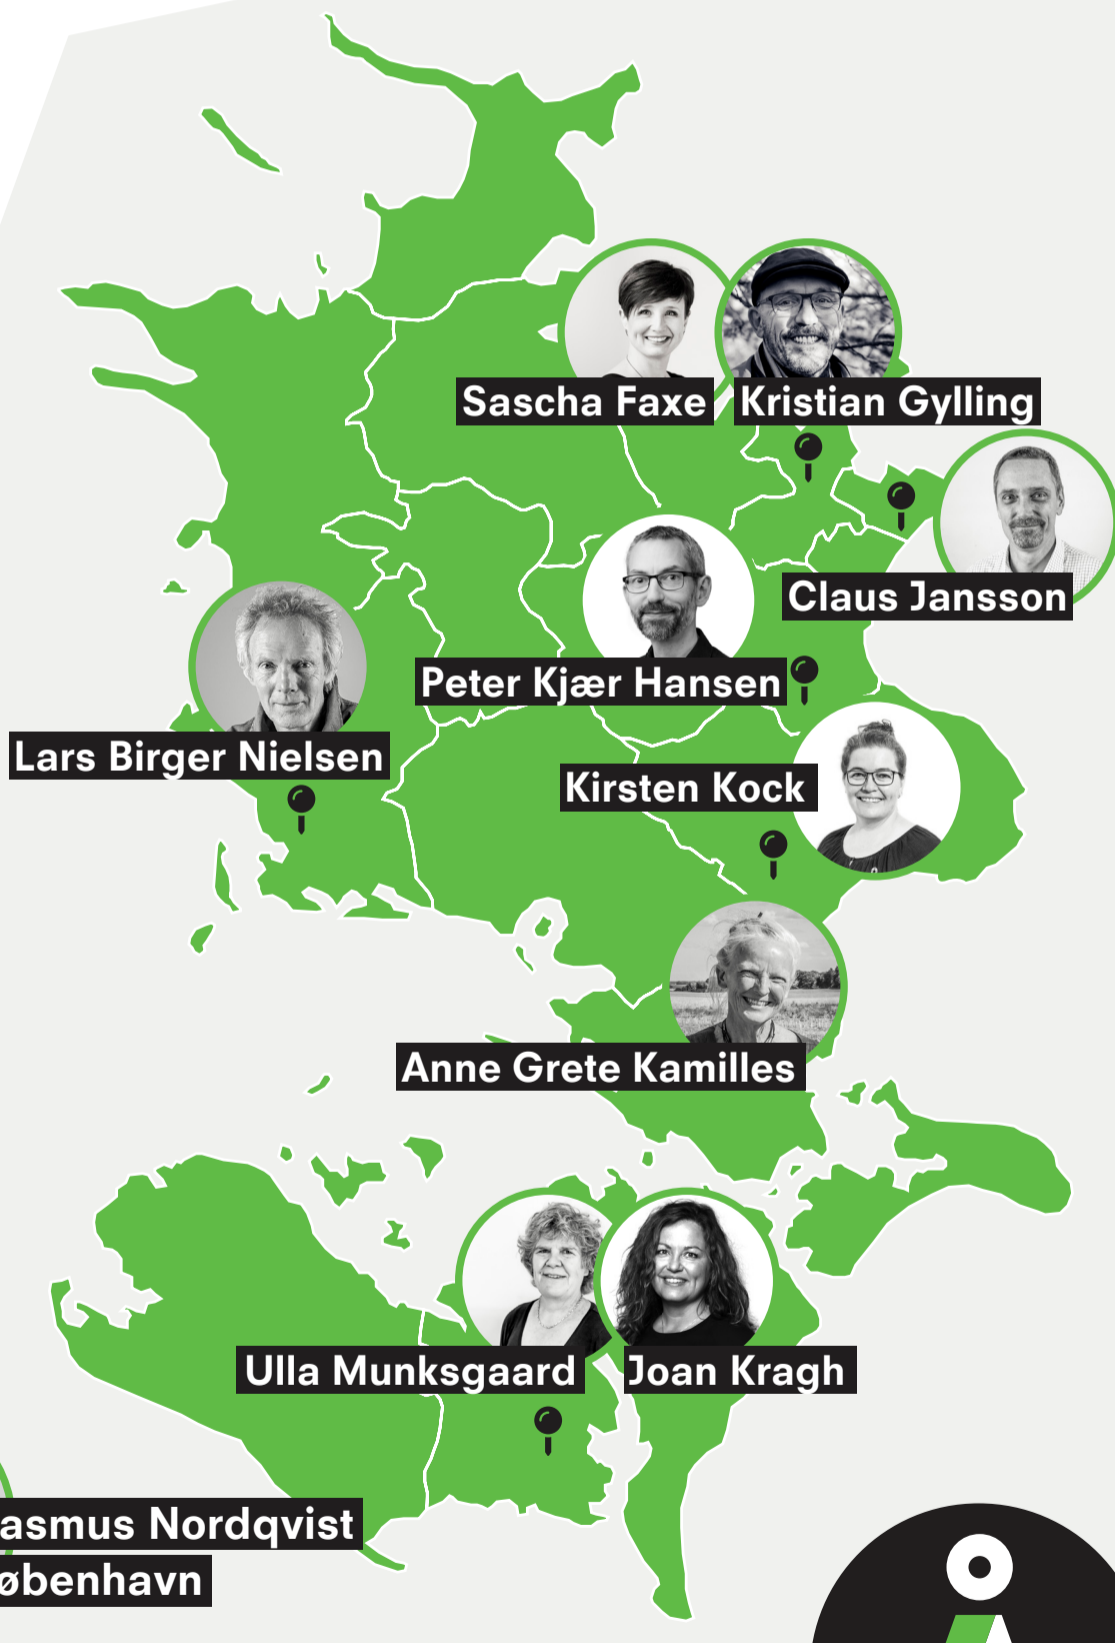 Sascha Faxe
Kristian Gylling
Claus Jansson
Peter Kjær Hansen
Lars Birger Nielsen
Kirsten Kock
Anne Grete Kamilles
Ulla Munksgaard
Joan Kragh
asmus Nordqvist
øbenhavn